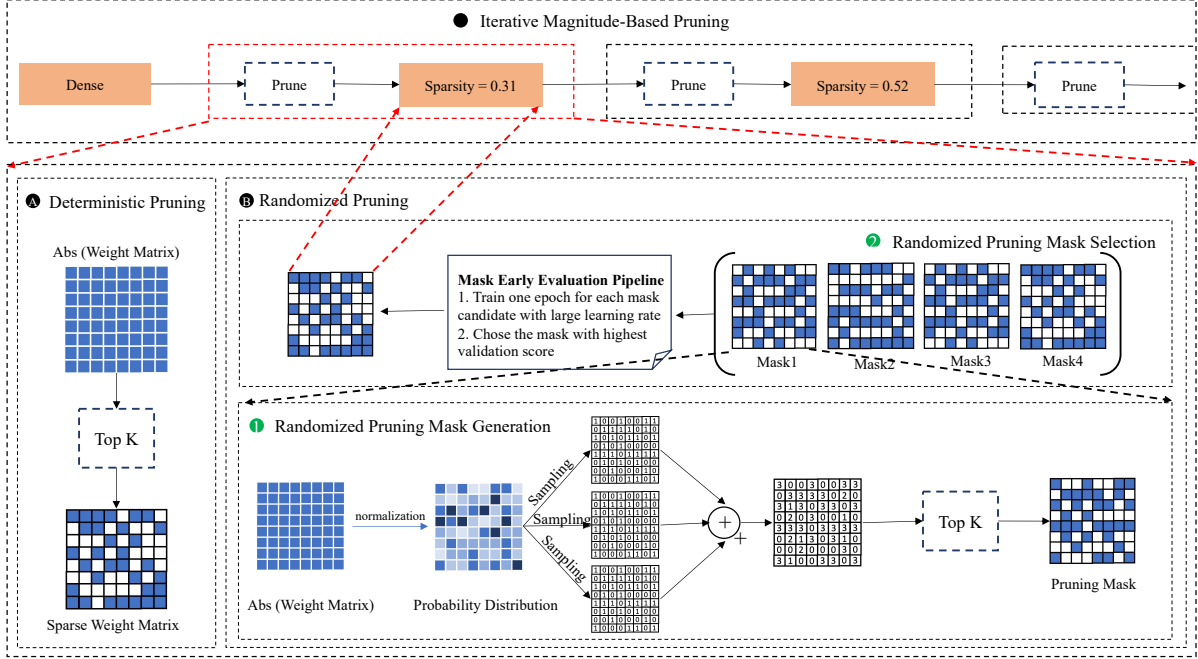 Iterative Magnitude-Based Pruning
Dense
Prune
Sparsity = 0.31
Prune
Sparsity = 0.52
Prune
A Deterministic Pruning
Abs (Weight Matrix)
Top K
Sparse Weight Matrix
B Randomized Pruning
2 Randomized Pruning Mask Selection
Mask Early Evaluation Pipeline
1. Train one epoch for each mask
candidate with large learning rate
2. Chose the mask with highest
validation score
Mask1
Mask2
Mask3
Mask4
1 Randomized Pruning Mask Generation
Abs (Weight Matrix)
normalization
Probability Distribution
Sampling
Sampling
Sampling
+
+
Top K
Pruning Mask